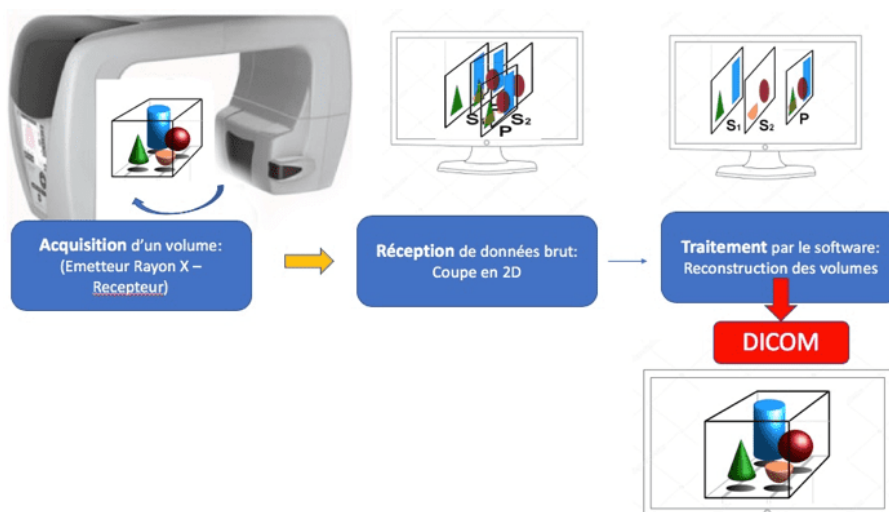 S₁
S₂
P
S₁
S₂
P
Acquisition d'un volume:
(Emetteur Rayon X –
Recepteur)
Réception de données brut:
Coupe en 2D
Traitement par le software:
Reconstruction des volumes
DICOM